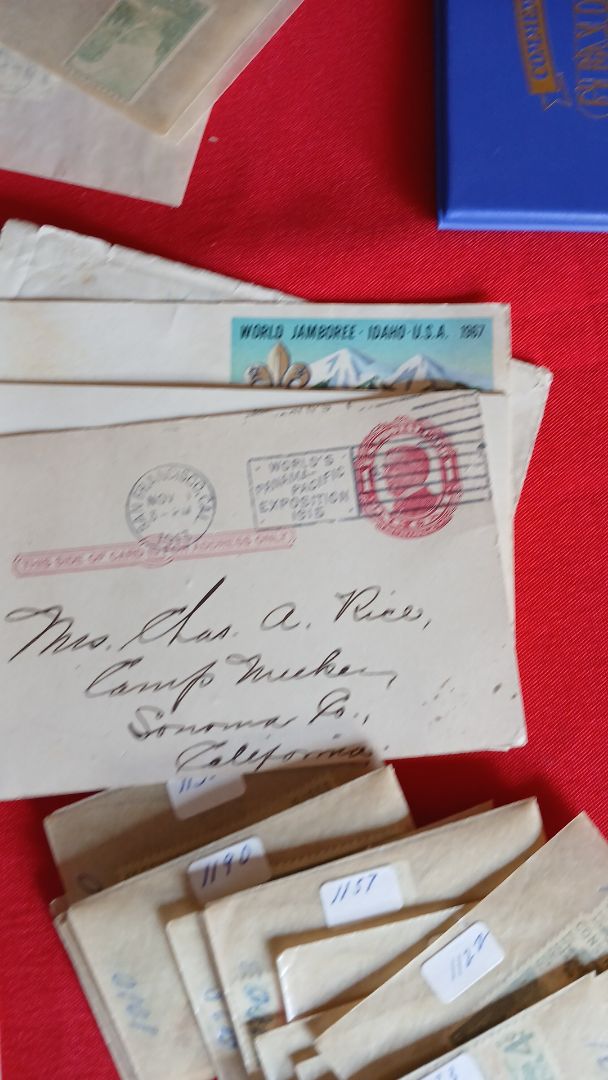 WORLD JAMBOREE · IDAHO · U.S.A. 1967
SAN FRANCISCO, CAL.
NOV
WORLD'S
PANAMA-PACIFIC
EXPOSITION
1915
THIS SIDE OF CARD IS FOR ADDRESS ONLY
Mrs. Chas. A. Rice,
Camp Meeker,
Sonoma Co.,
California.
1190
1157
1122